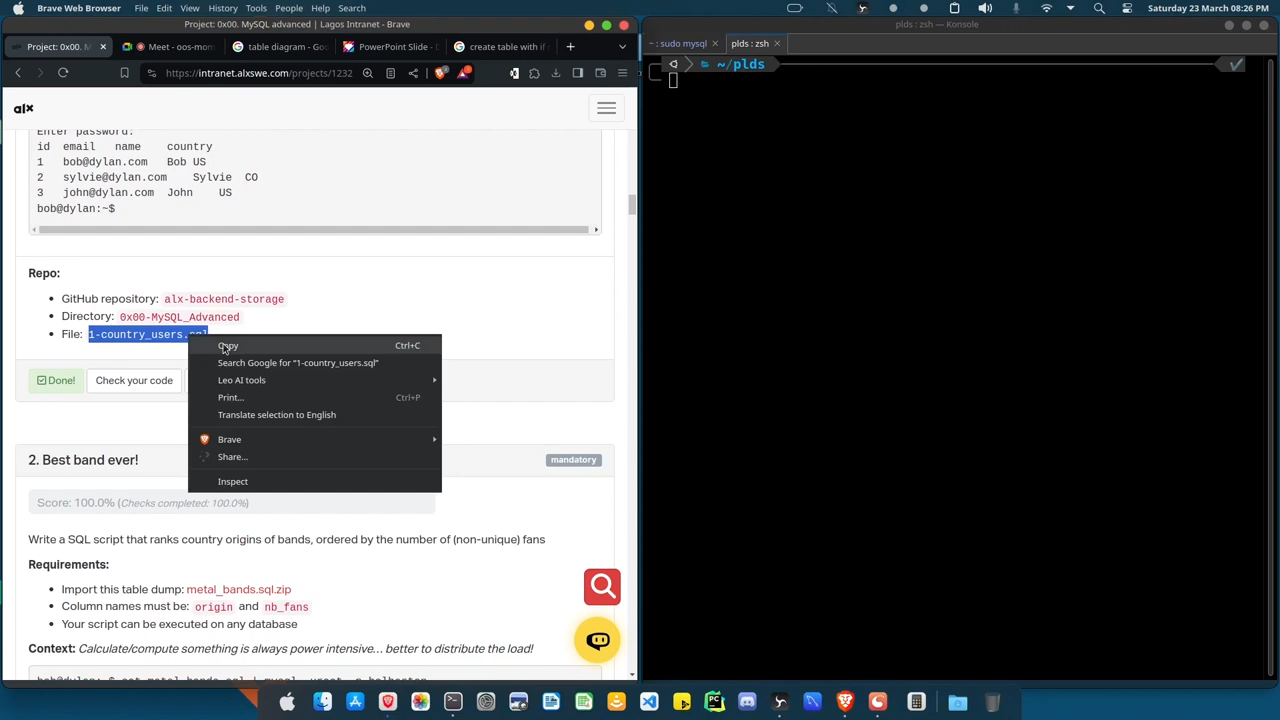 Brave Web Browser File Edit View History Tools People Help Search Saturday 23 March 08:26 PM
Project: 0x00. MySQL advanced | Lagos Intranet - Brave
plds : zsh — Konsole
Project: 0x00. M
Meet - oos-mom
table diagram - Goo
PowerPoint Slide - D
create table with if n
https://intranet.alxswe.com/projects/1232
~ : sudo mysql
plds : zsh
~/plds
alx
Enter password:
id email name country
1 bob@dylan.com Bob US
2 sylvie@dylan.com Sylvie CO
3 john@dylan.com John US
bob@dylan:~$
Repo:
GitHub repository: alx-backend-storage
Directory: 0x00-MySQL_Advanced
File: 1-country_users.sql
Copy Ctrl+C
Search Google for “1-country_users.sql”
Leo AI tools
Print... Ctrl+P
Translate selection to English
Brave
Share...
Inspect
Done!
Check your code
2. Best band ever!
mandatory
Score: 100.0% (Checks completed: 100.0%)
Write a SQL script that ranks country origins of bands, ordered by the number of (non-unique) fans
Requirements:
Import this table dump: metal_bands.sql.zip
Column names must be: origin and nb_fans
Your script can be executed on any database
Context: Calculate/compute something is always power intensive… better to distribute the load!
bob@dylan:~$ cat metal_bands.sql | mysql -uroot -p holberton